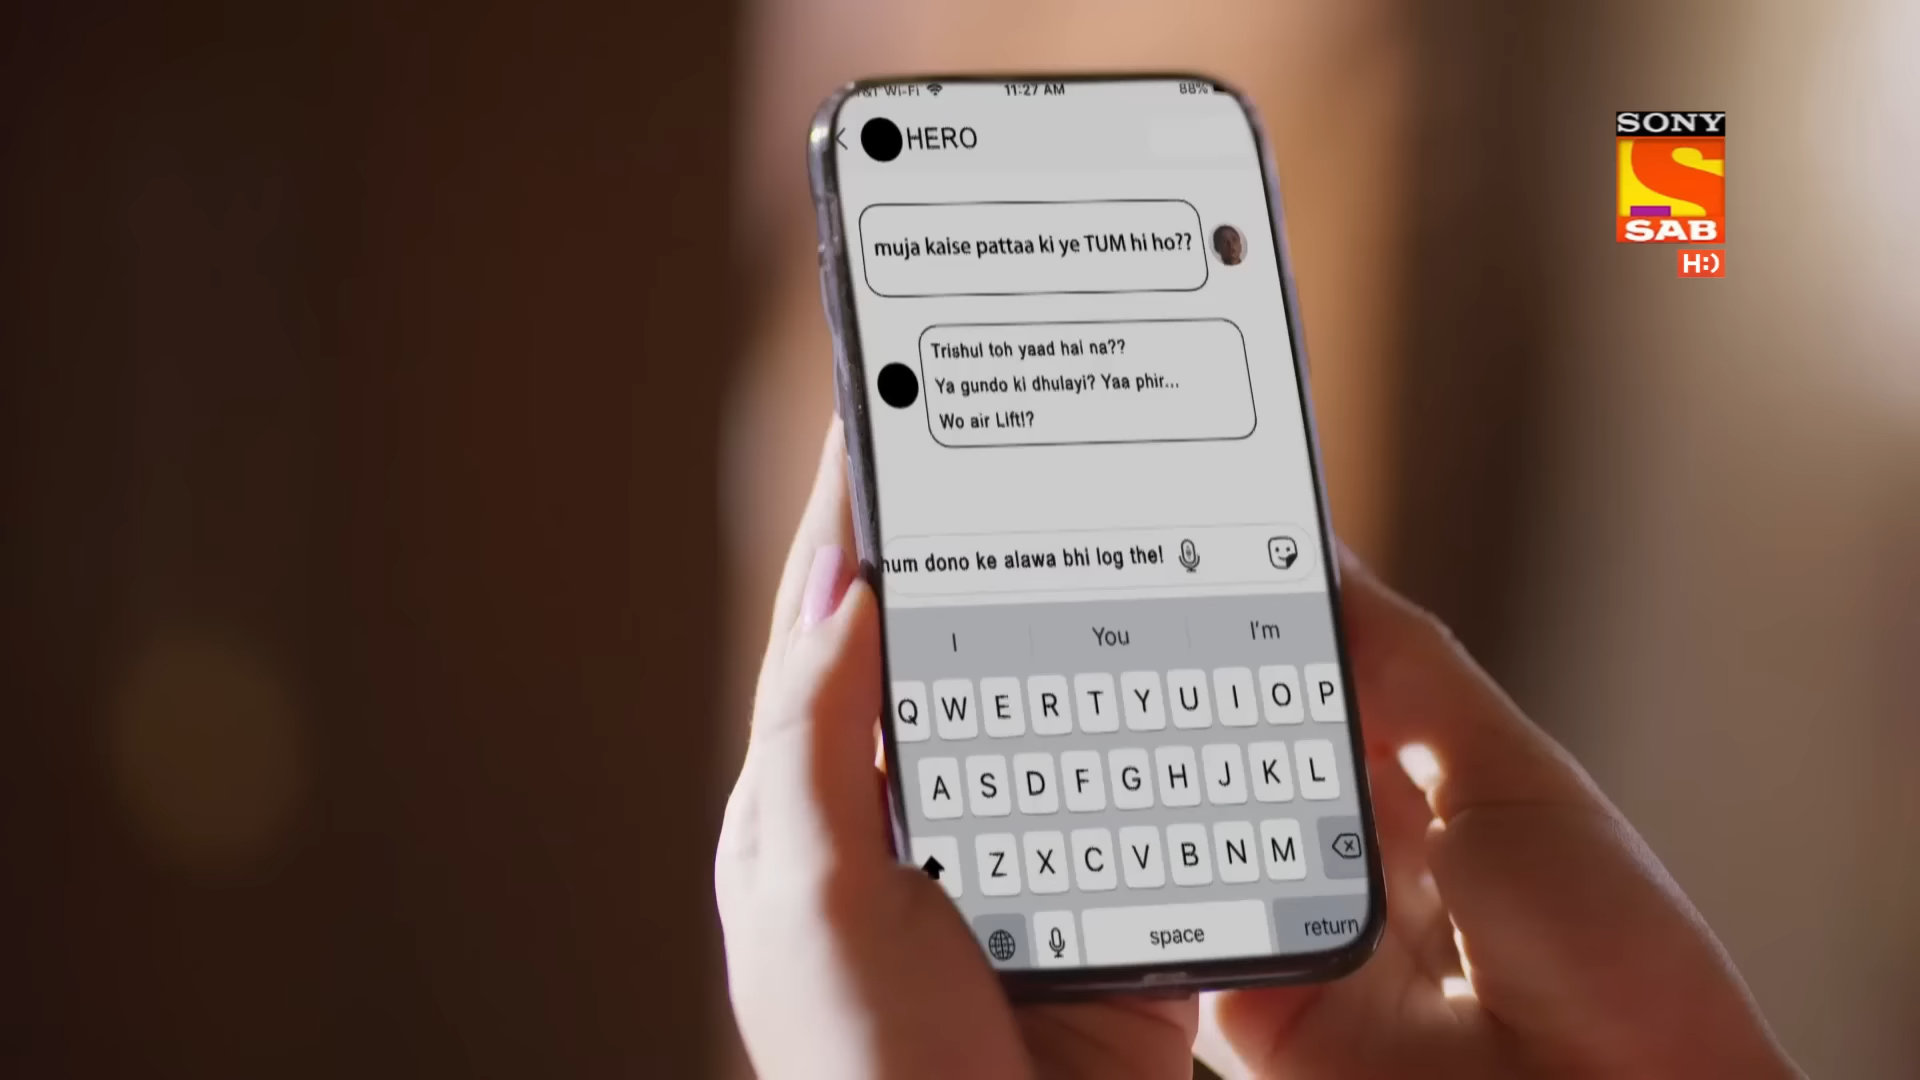 Wi-Fi 11:27 AM 88%
HERO
muja kaise pattaa ki ye TUM hi ho??
Trishul toh yaad hai na??
Ya gundo ki dhulayi? Yaa phir...
Wo air Lift!?
hum dono ke alawa bhi log the!
I You I'm
Q W E R T Y U I O P
A S D F G H J K L
Z X C V B N M
space return
SONY
S
SAB
H:)